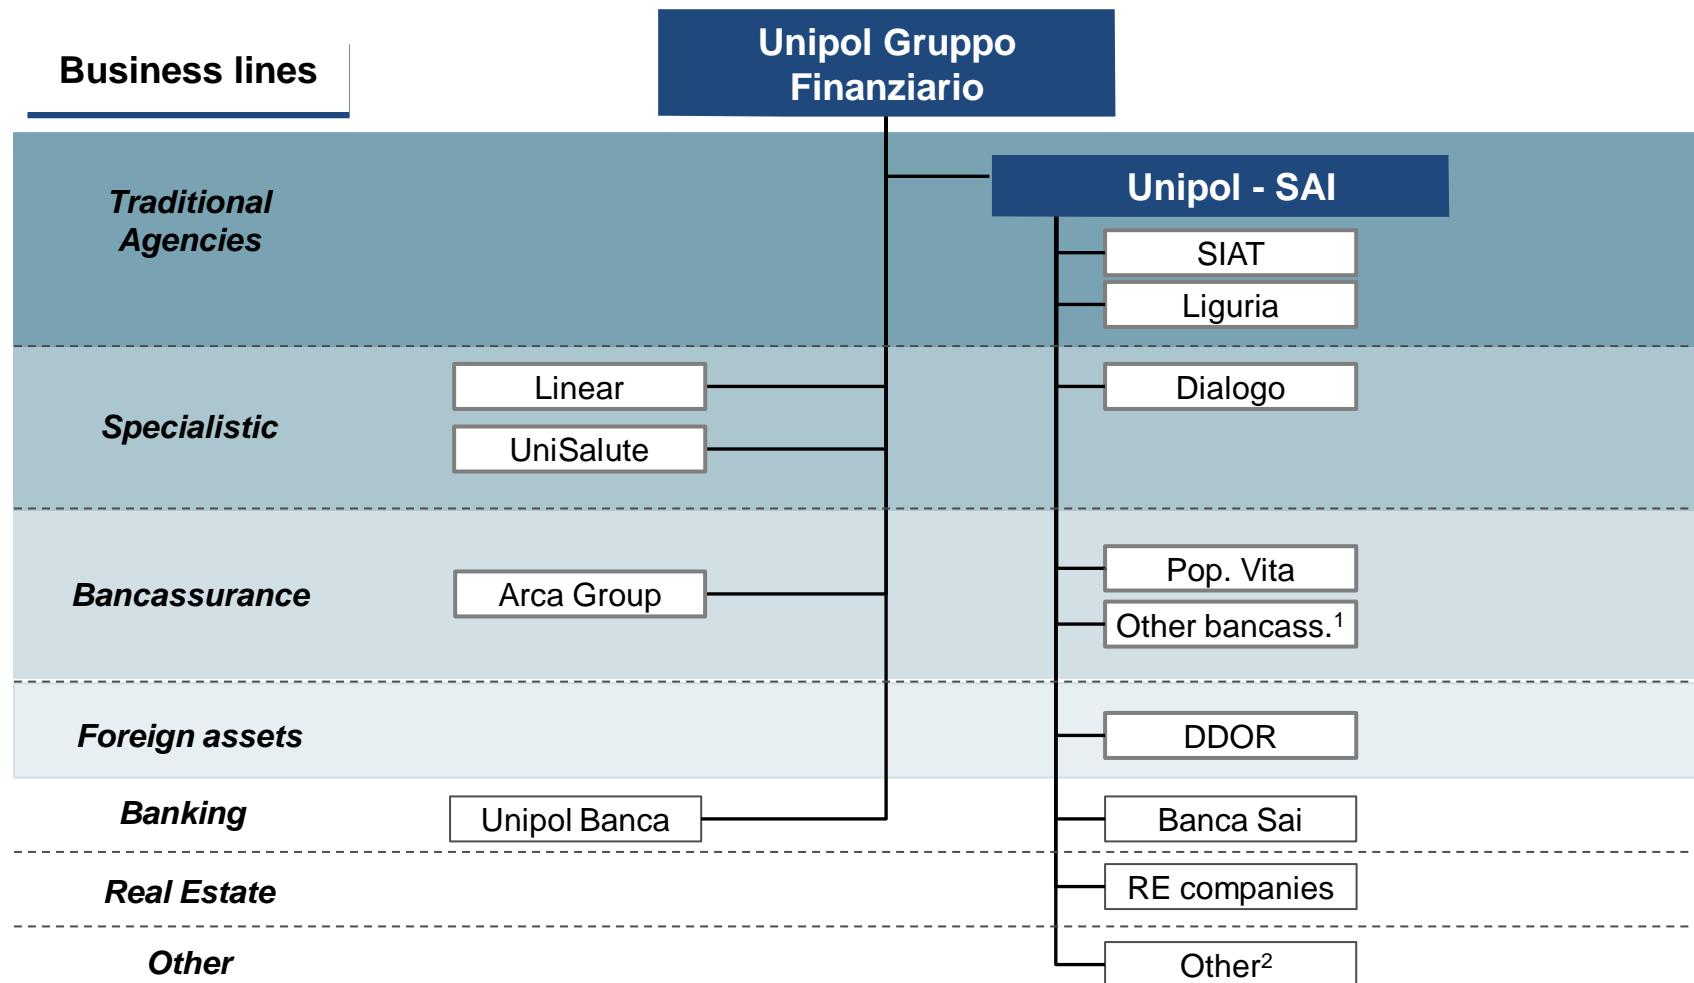 Business lines
Unipol Gruppo
Finanziario
Traditional
Agencies
Unipol - SAI
SIAT
Liguria
Specialistic
Linear
UniSalute
Dialogo
Bancassurance
Arca Group
Pop. Vita
Other bancass.¹
Foreign assets
DDOR
Banking
Unipol Banca
Banca Sai
Real Estate
RE companies
Other
Other²